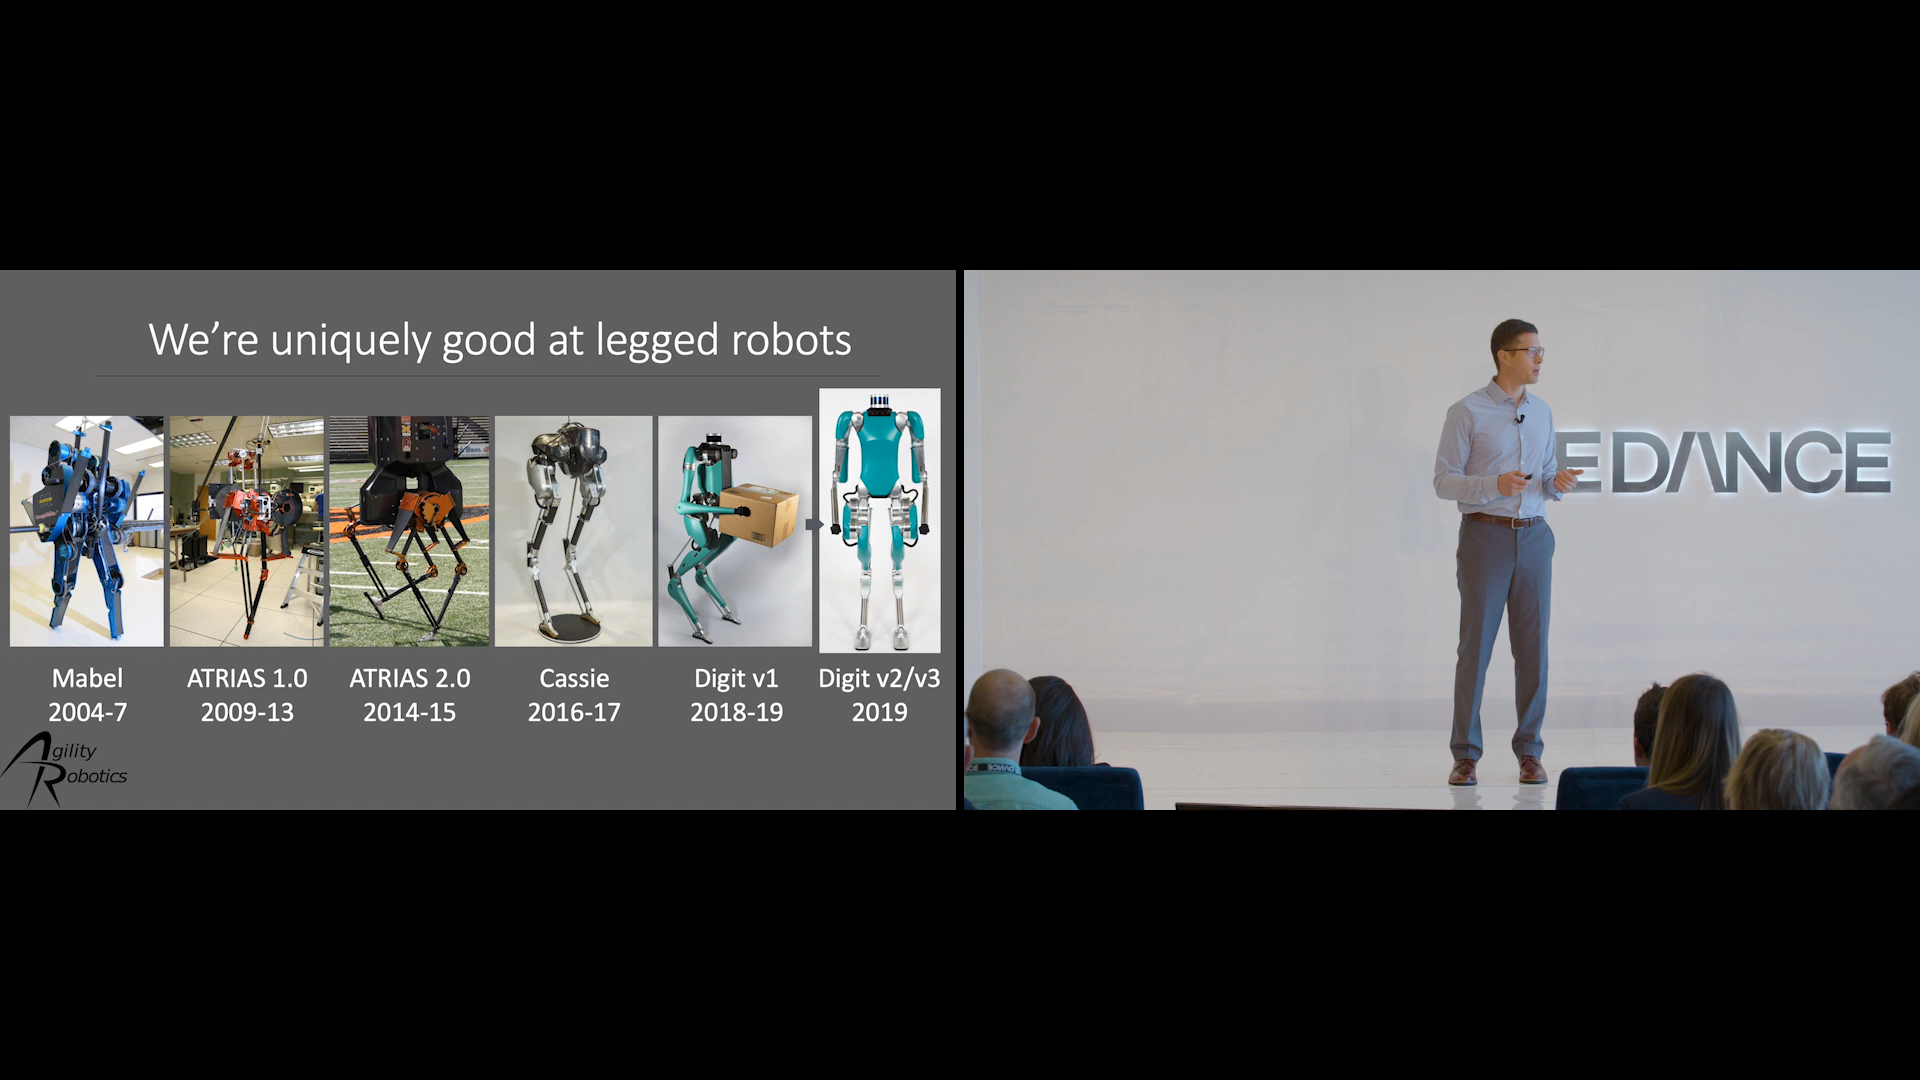 We're uniquely good at legged robots
Mabel
2004-7
ATRIAS 1.0
2009-13
ATRIAS 2.0
2014-15
Cassie
2016-17
Digit v1
2018-19
Digit v2/v3
2019
Agility
Robotics
E DANCE